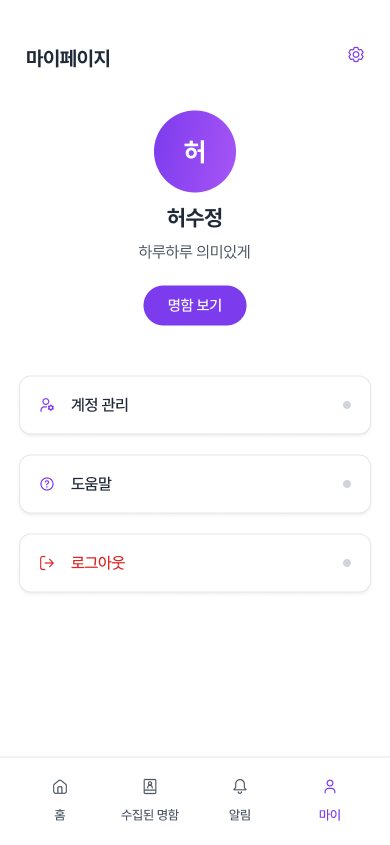 마이페이지
허
허수정
하루하루 의미있게
명함 보기
계정 관리
도움말
로그아웃
홈
수집된 명함
알림
마이